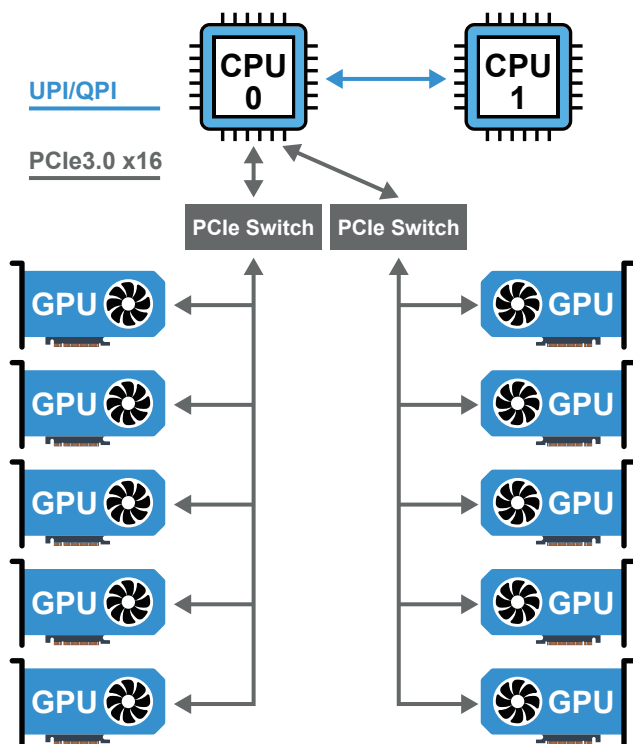 CPU
0
CPU
1
UPI/QPI
PCIe3.0 x16
PCIe Switch
PCIe Switch
GPU
GPU
GPU
GPU
GPU
GPU
GPU
GPU
GPU
GPU